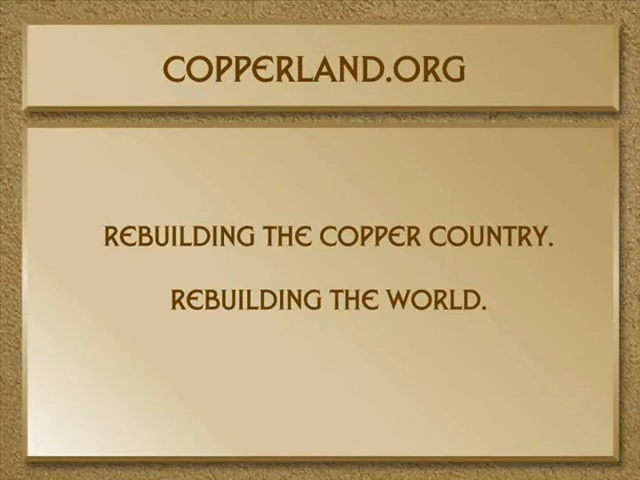 COPPERLAND.ORG
REBUILDING THE COPPER COUNTRY.
REBUILDING THE WORLD.